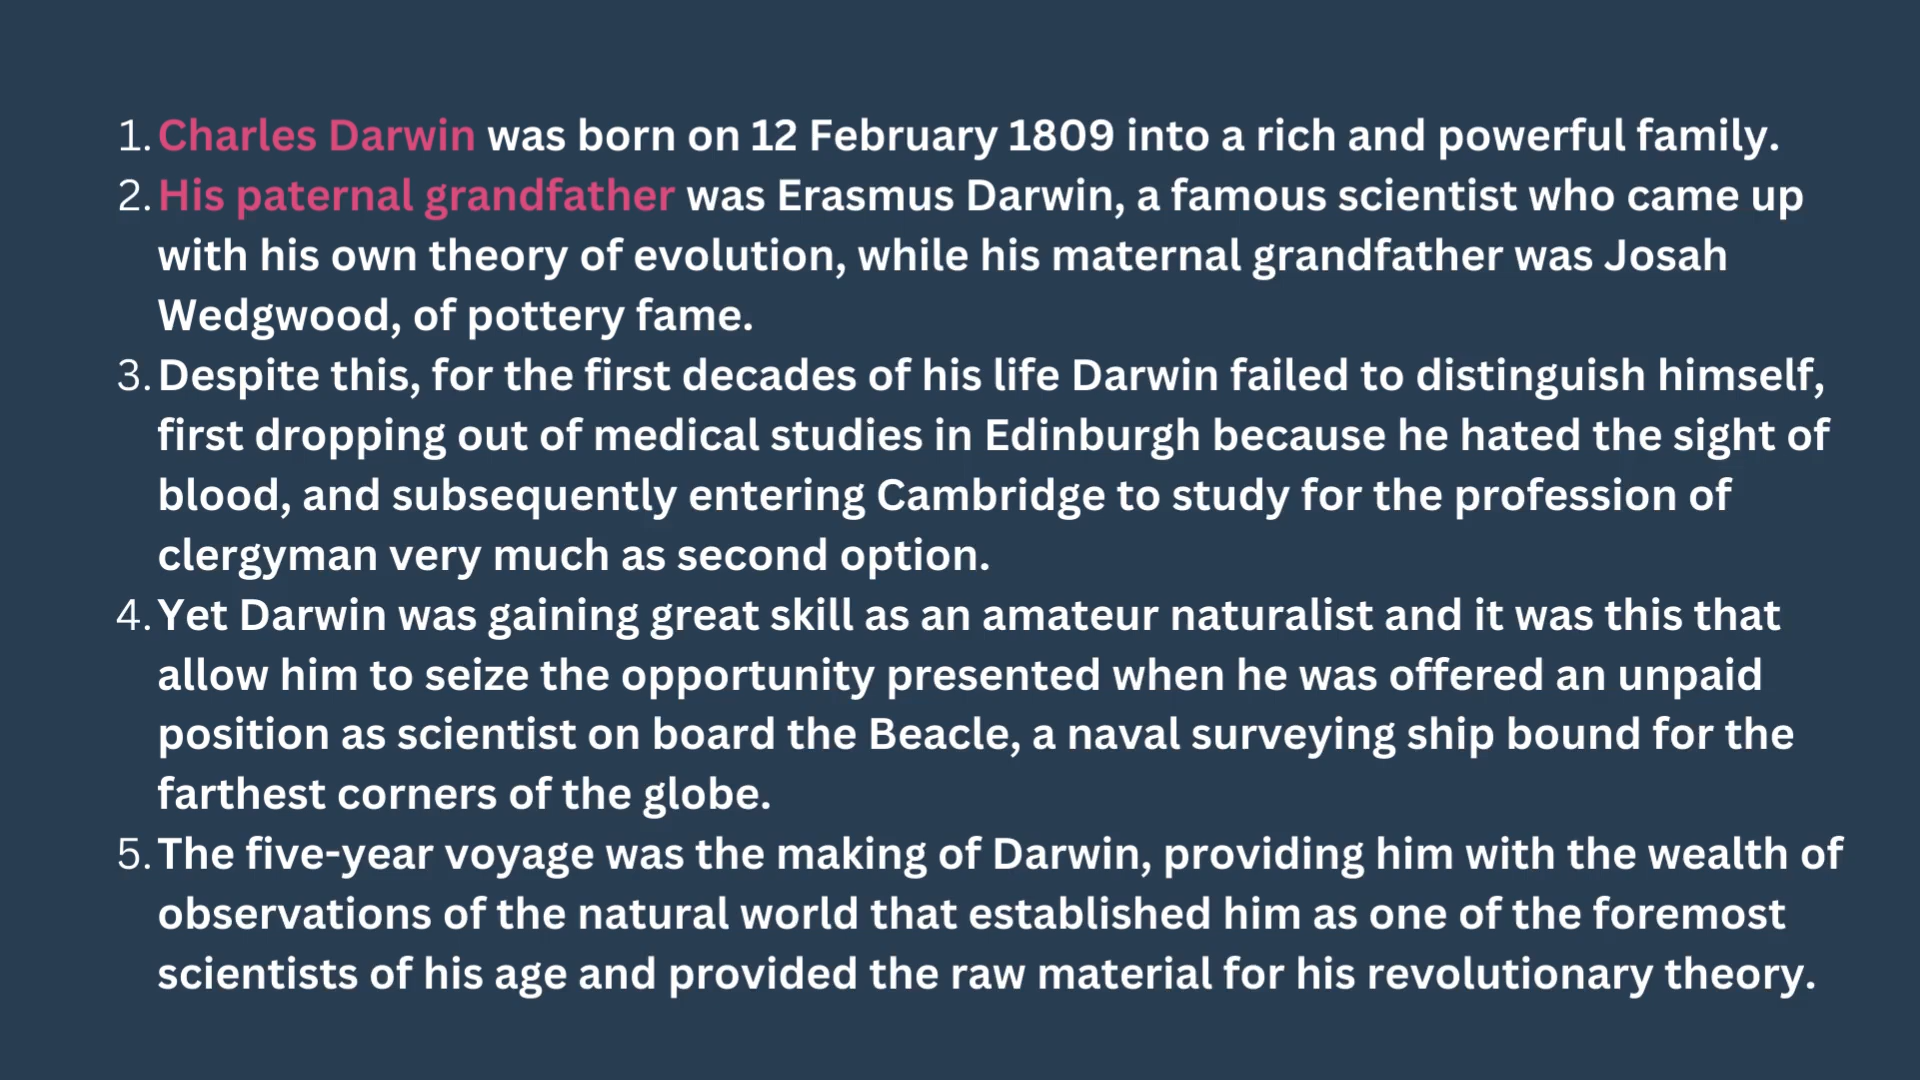 1. Charles Darwin was born on 12 February 1809 into a rich and powerful family.
2. His paternal grandfather was Erasmus Darwin, a famous scientist who came up
with his own theory of evolution, while his maternal grandfather was Josah
Wedgwood, of pottery fame.
3. Despite this, for the first decades of his life Darwin failed to distinguish himself,
first dropping out of medical studies in Edinburgh because he hated the sight of
blood, and subsequently entering Cambridge to study for the profession of
clergyman very much as second option.
4. Yet Darwin was gaining great skill as an amateur naturalist and it was this that
allow him to seize the opportunity presented when he was offered an unpaid
position as scientist on board the Beacle, a naval surveying ship bound for the
farthest corners of the globe.
5. The five-year voyage was the making of Darwin, providing him with the wealth of
observations of the natural world that established him as one of the foremost
scientists of his age and provided the raw material for his revolutionary theory.